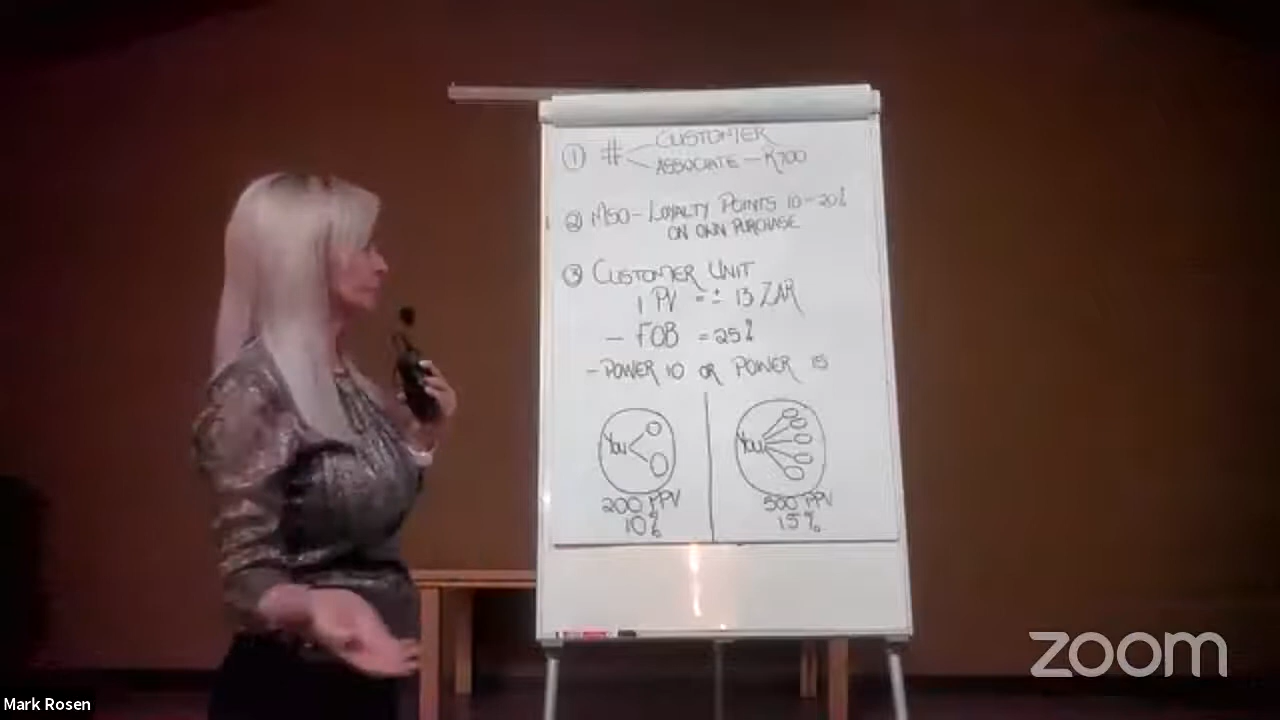 ① # CUSTOMER
ASSOCIATE — R700
② MSO - LOYALTY POINTS 10 - 20%
ON OWN PURCHASE
③ CUSTOMER UNIT
1 PV = ± 13 ZAR
- FOB = 25%
- POWER 10 OR POWER 15
You
You
200 PPV
10%
500 PPV
15%
zoom
Mark Rosen